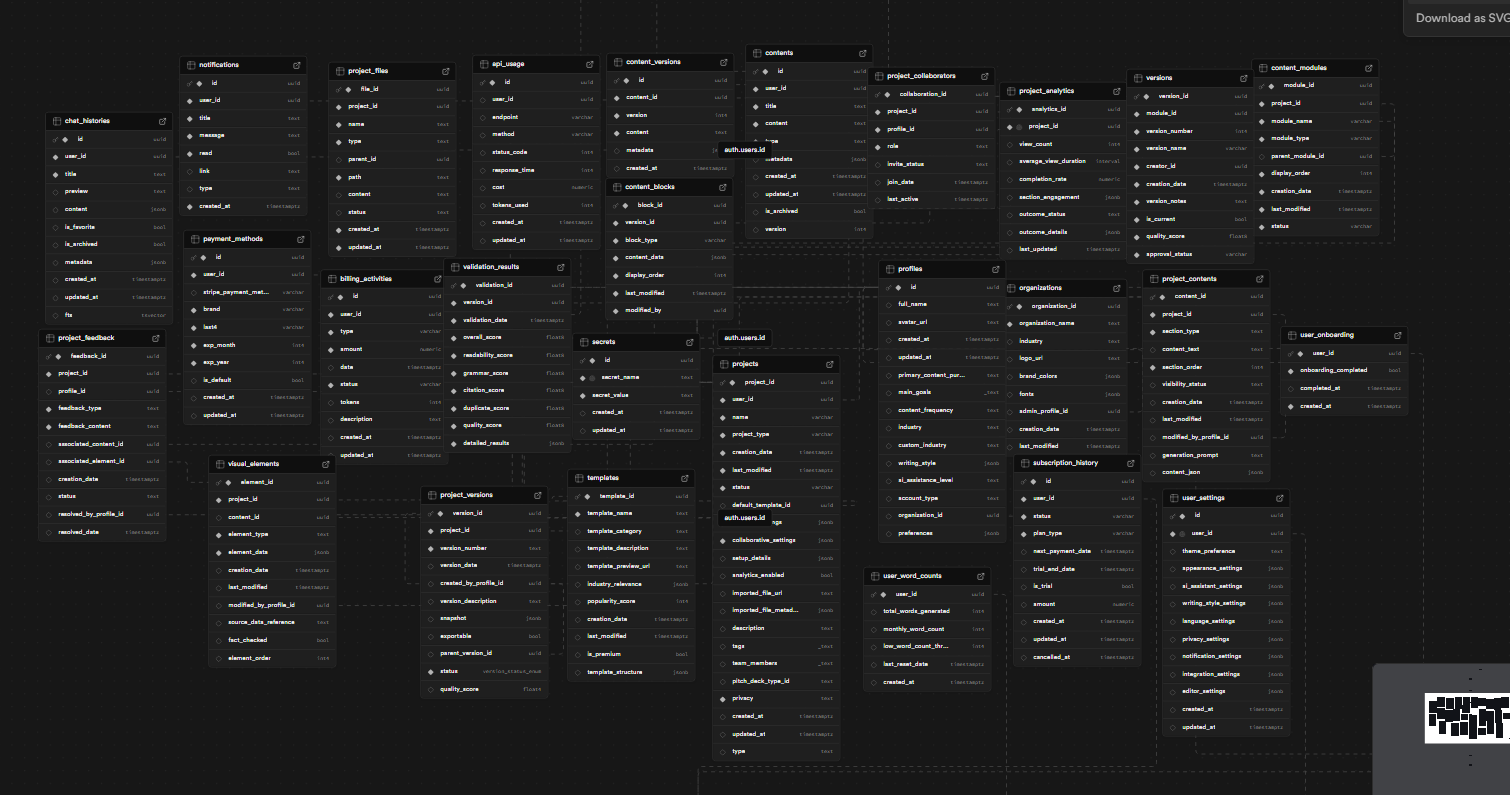 Download as SVG
notifications
id uuid
user_id uuid
title text
message text
read bool
link text
type text
created_at timestamptz
project_files
file_id uuid
project_id uuid
name text
type text
parent_id uuid
path text
content text
status text
created_at timestamptz
updated_at timestamptz
api_usage
id uuid
user_id uuid
endpoint varchar
method varchar
status_code int4
response_time int4
cost numeric
tokens_used int4
created_at timestamptz
updated_at timestamptz
content_versions
id uuid
content_id uuid
version int4
content text
metadata
created_at timestamptz
contents
id uuid
user_id uuid
title text
content text
auth.users.id
created_at timestamptz
updated_at timestamptz
is_archived bool
version int4
project_collaborators
collaboration_id uuid
project_id uuid
profile_id uuid
role text
invite_status text
join_date timestamptz
last_active timestamptz
project_analytics
analytics_id uuid
project_id uuid
view_count int4
average_view_duration interval
completion_rate numeric
section_engagement jsonb
outcome_status text
outcome_details jsonb
last_updated timestamptz
versions
version_id uuid
module_id uuid
version_number int4
version_name varchar
creator_id uuid
creation_date timestamptz
version_notes text
is_current bool
quality_score float8
approval_status varchar
content_modules
module_id uuid
project_id uuid
module_name varchar
module_type varchar
parent_module_id uuid
display_order int4
creation_date timestamptz
last_modified timestamptz
status varchar
chat_histories
id uuid
user_id uuid
title text
preview text
content jsonb
is_favorite bool
is_archived bool
metadata jsonb
created_at timestamptz
updated_at timestamptz
fts tsvector
payment_methods
id uuid
user_id uuid
stripe_payment_met... varchar
brand varchar
last4 varchar
exp_month int4
exp_year int4
is_default bool
created_at timestamptz
updated_at timestamptz
billing_activities
id uuid
user_id uuid
type varchar
amount numeric
date timestamptz
status varchar
tokens int4
description text
created_at timestamptz
updated_at timestamptz
validation_results
validation_id uuid
version_id uuid
validation_date timestamptz
overall_score float8
readability_score float8
grammar_score float8
citation_score float8
duplicate_score float8
quality_score float8
detailed_results jsonb
content_blocks
block_id uuid
version_id uuid
block_type varchar
content_data jsonb
display_order int4
last_modified timestamptz
modified_by uuid
secrets
id uuid
secret_name text
secret_value text
created_at timestamptz
updated_at timestamptz
auth.users.id
projects
project_id uuid
user_id uuid
name text
project_type varchar
creation_date timestamptz
last_modified timestamptz
status text
default_template_id uuid
auth.users.id
ngs jsonb
collaborative_settings jsonb
setup_details jsonb
analytics_enabled bool
imported_file_url text
imported_file_metad... jsonb
description text
tags _text
team_members _text
pitch_deck_type_id uuid
privacy text
created_at timestamptz
updated_at timestamptz
type text
profiles
id uuid
full_name text
avatar_url text
created_at timestamptz
updated_at timestamptz
primary_content_pur... text
main_goals _text
content_frequency text
industry text
custom_industry text
writing_style jsonb
ai_assistance_level text
account_type text
organization_id uuid
preferences jsonb
organizations
organization_id uuid
organization_name text
industry text
logo_url text
brand_colors jsonb
fonts jsonb
admin_profile_id uuid
creation_date timestamptz
last_modified timestamptz
project_contents
content_id uuid
project_id uuid
section_type text
content_text text
section_order int4
visibility_status text
creation_date timestamptz
last_modified timestamptz
modified_by_profile_id uuid
generation_prompt text
content_json jsonb
user_onboarding
user_id uuid
onboarding_completed bool
completed_at timestamptz
created_at timestamptz
project_feedback
feedback_id uuid
project_id uuid
profile_id uuid
feedback_type text
feedback_content text
associated_content_id uuid
associated_element_id uuid
creation_date timestamptz
status text
resolved_by_profile_id uuid
resolved_date timestamptz
visual_elements
element_id uuid
project_id uuid
content_id uuid
element_type text
element_data jsonb
creation_date timestamptz
last_modified timestamptz
modified_by_profile_id uuid
source_data_reference text
fact_checked bool
element_order int4
project_versions
version_id uuid
project_id uuid
version_number text
version_date timestamptz
created_by_profile_id uuid
version_description text
snapshot jsonb
exportable bool
parent_version_id uuid
status version_status_enum
quality_score float8
templates
template_id uuid
template_name text
template_category text
template_description text
template_preview_url text
industry_relevance jsonb
popularity_score int4
creation_date timestamptz
last_modified timestamptz
is_premium bool
template_structure jsonb
user_word_counts
user_id uuid
total_words_generated int4
monthly_word_count int4
low_word_count_thr... int4
last_reset_date timestamptz
created_at timestamptz
subscription_history
id uuid
user_id uuid
status varchar
plan_type varchar
next_payment_date timestamptz
trial_end_date timestamptz
is_trial bool
amount numeric
created_at timestamptz
updated_at timestamptz
cancelled_at timestamptz
user_settings
id uuid
user_id uuid
theme_preference text
appearance_settings jsonb
ai_assistant_settings jsonb
writing_style_settings jsonb
language_settings jsonb
privacy_settings jsonb
notification_settings jsonb
integration_settings jsonb
editor_settings jsonb
created_at timestamptz
updated_at timestamptz